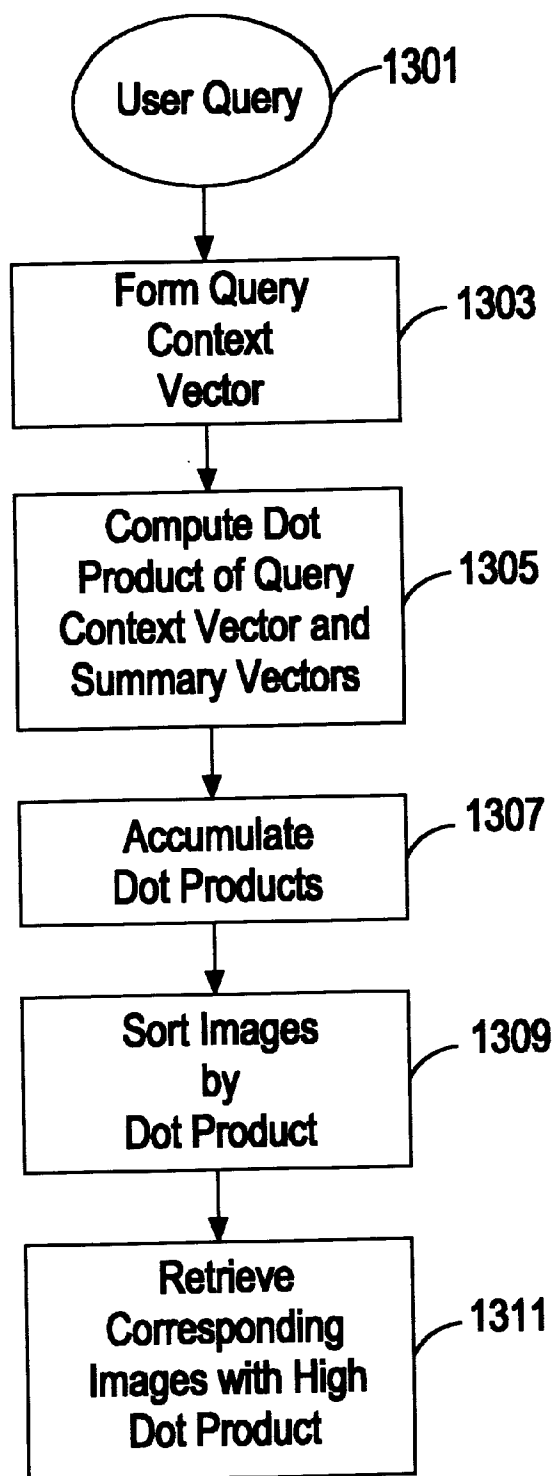 User Query
1301
Form Query
Context
Vector
1303
Compute Dot
Product of Query
Context Vector and
Summary Vectors
1305
Accumulate
Dot Products
1307
Sort Images
by
Dot Product
1309
Retrieve
Corresponding
Images with High
Dot Product
1311